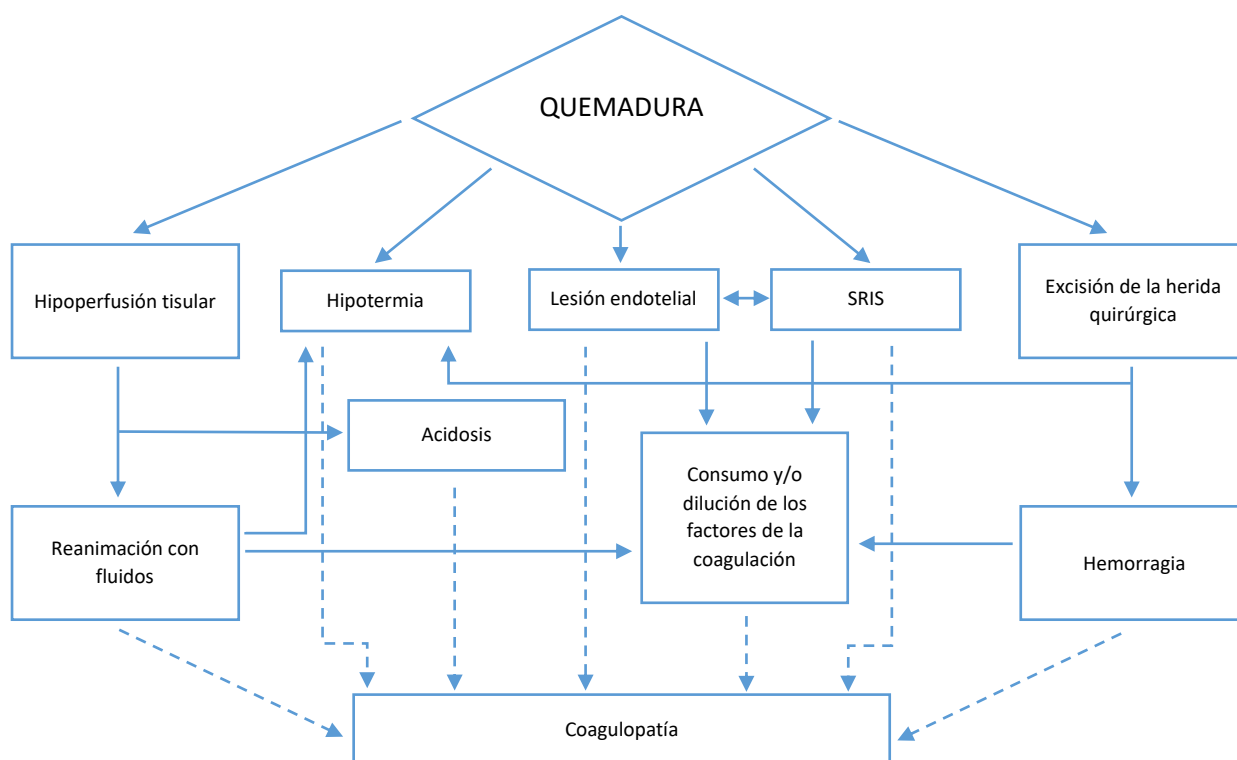 QUEMADURA
Hipoperfusión tisular
Hipotermia
Lesión endotelial
SRIS
Excisión de la herida
quirúrgica
Acidosis
Consumo y/o
dilución de los
factores de la
coagulación
Reanimación con
fluidos
Hemorragia
Coagulopatía